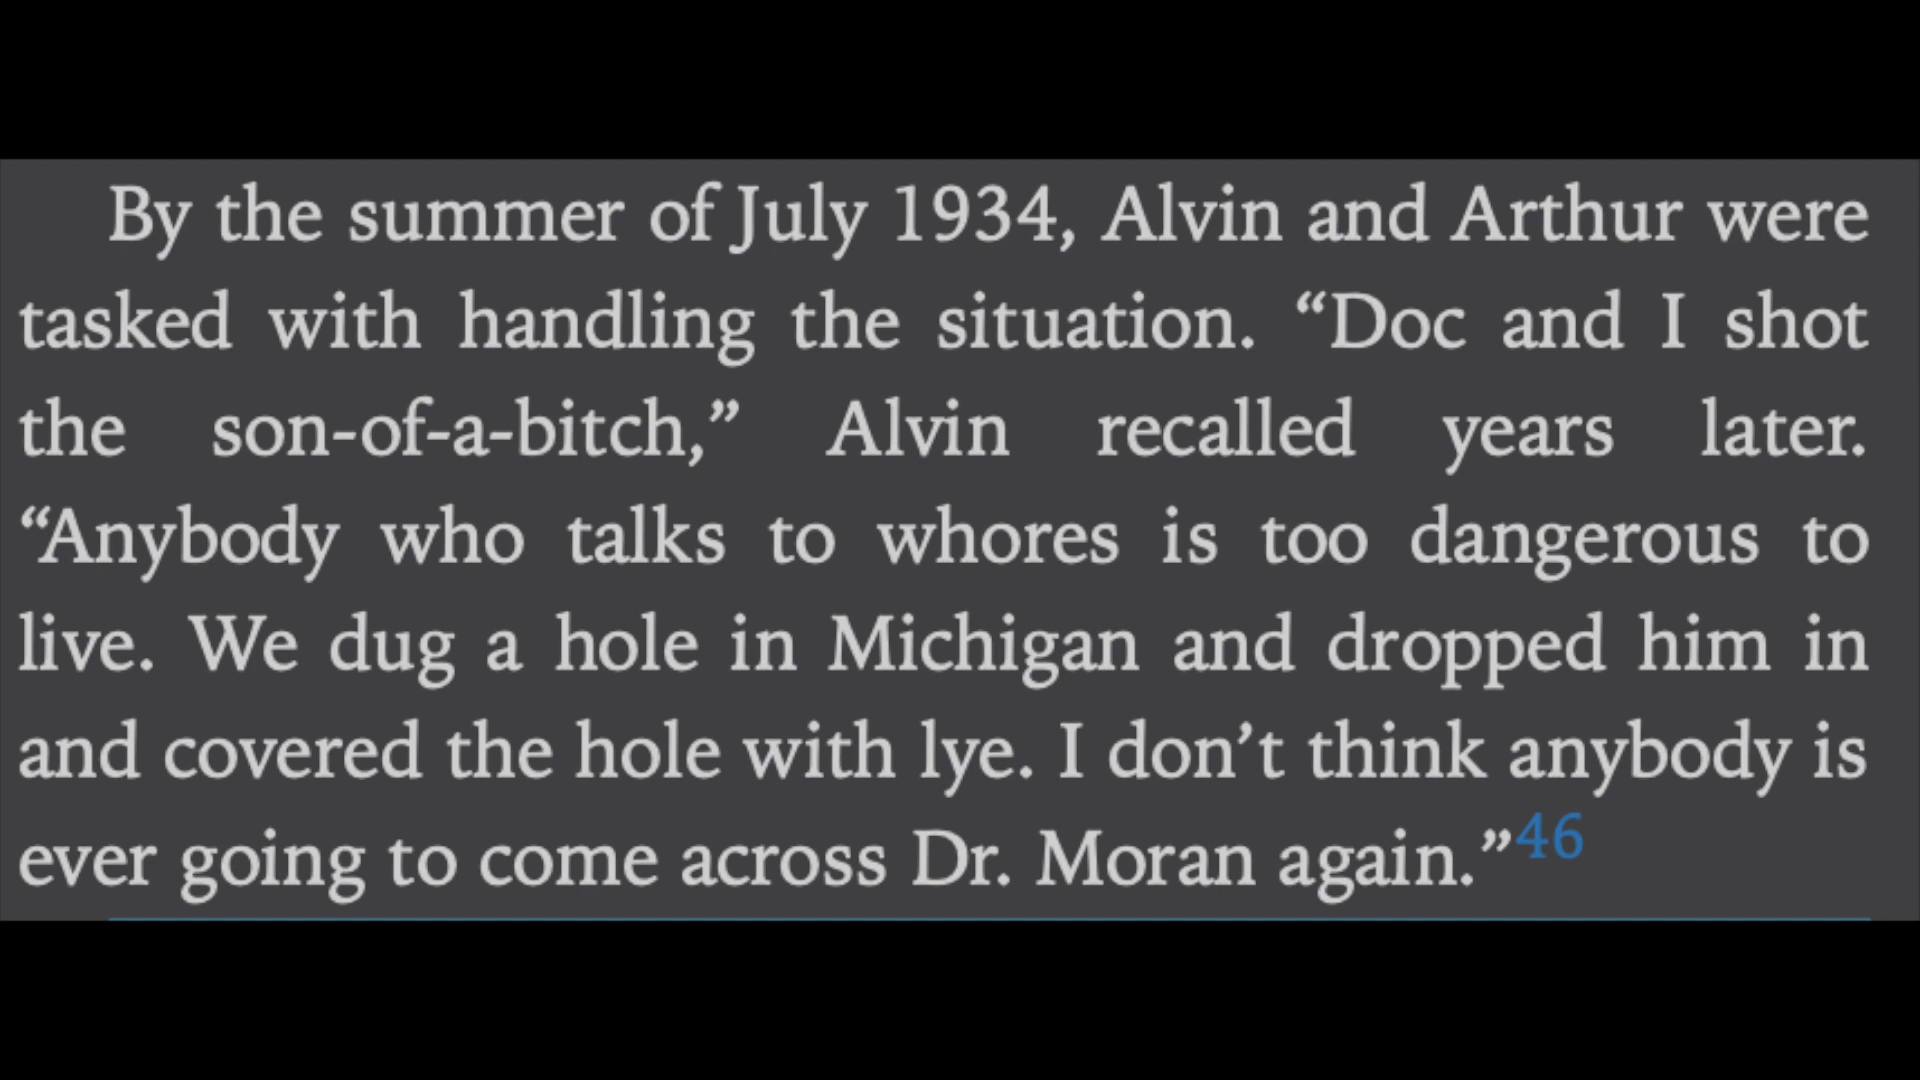 By the summer of July 1934, Alvin and Arthur were
tasked with handling the situation. “Doc and I shot
the son-of-a-bitch,” Alvin recalled years later.
“Anybody who talks to whores is too dangerous to
live. We dug a hole in Michigan and dropped him in
and covered the hole with lye. I don’t think anybody is
ever going to come across Dr. Moran again.”46